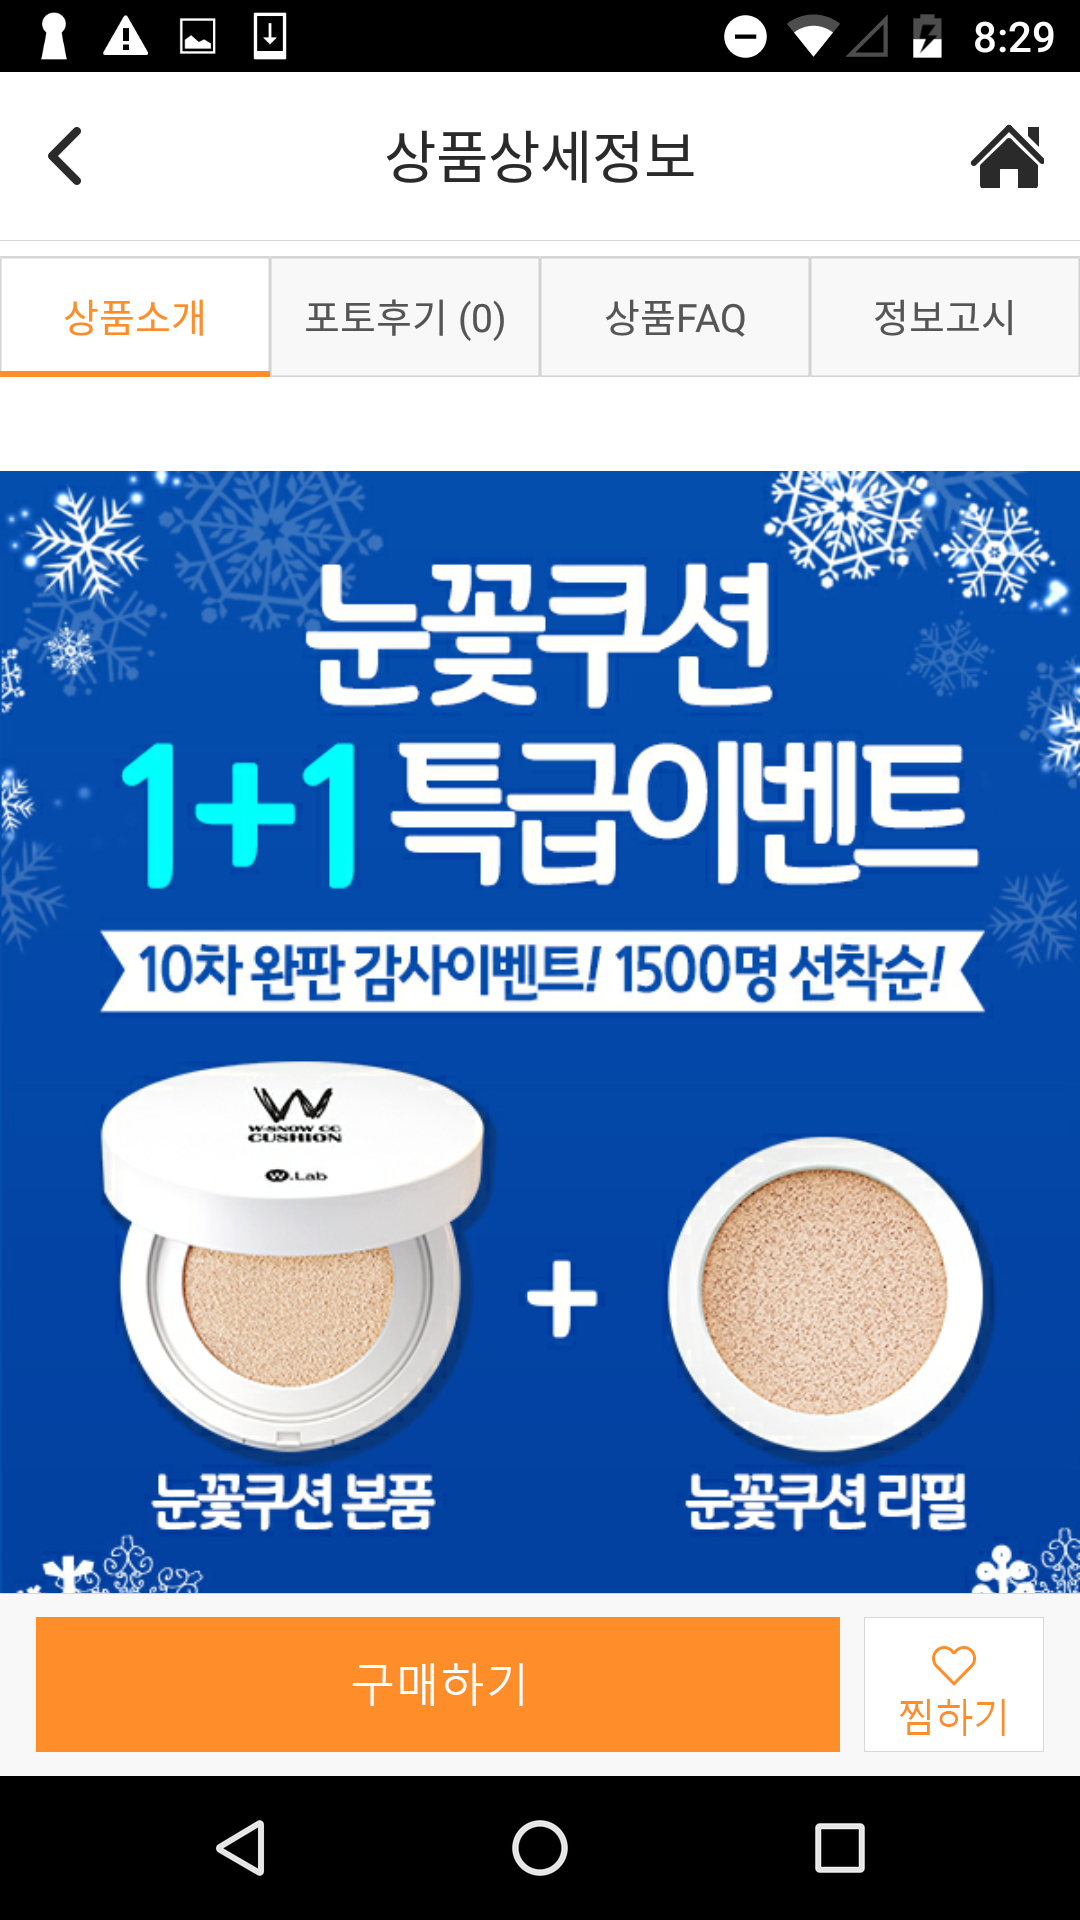 8:29
상품상세정보
상품소개
포토후기 (0)
상품FAQ
정보고시
눈꽃쿠션
1+1 특급이벤트
10차 완판 감사이벤트! 1500명 선착순!
W
W-SNOW CC
CUSHION
W.Lab
+
눈꽃쿠션 본품
눈꽃쿠션 리필
구매하기
찜하기